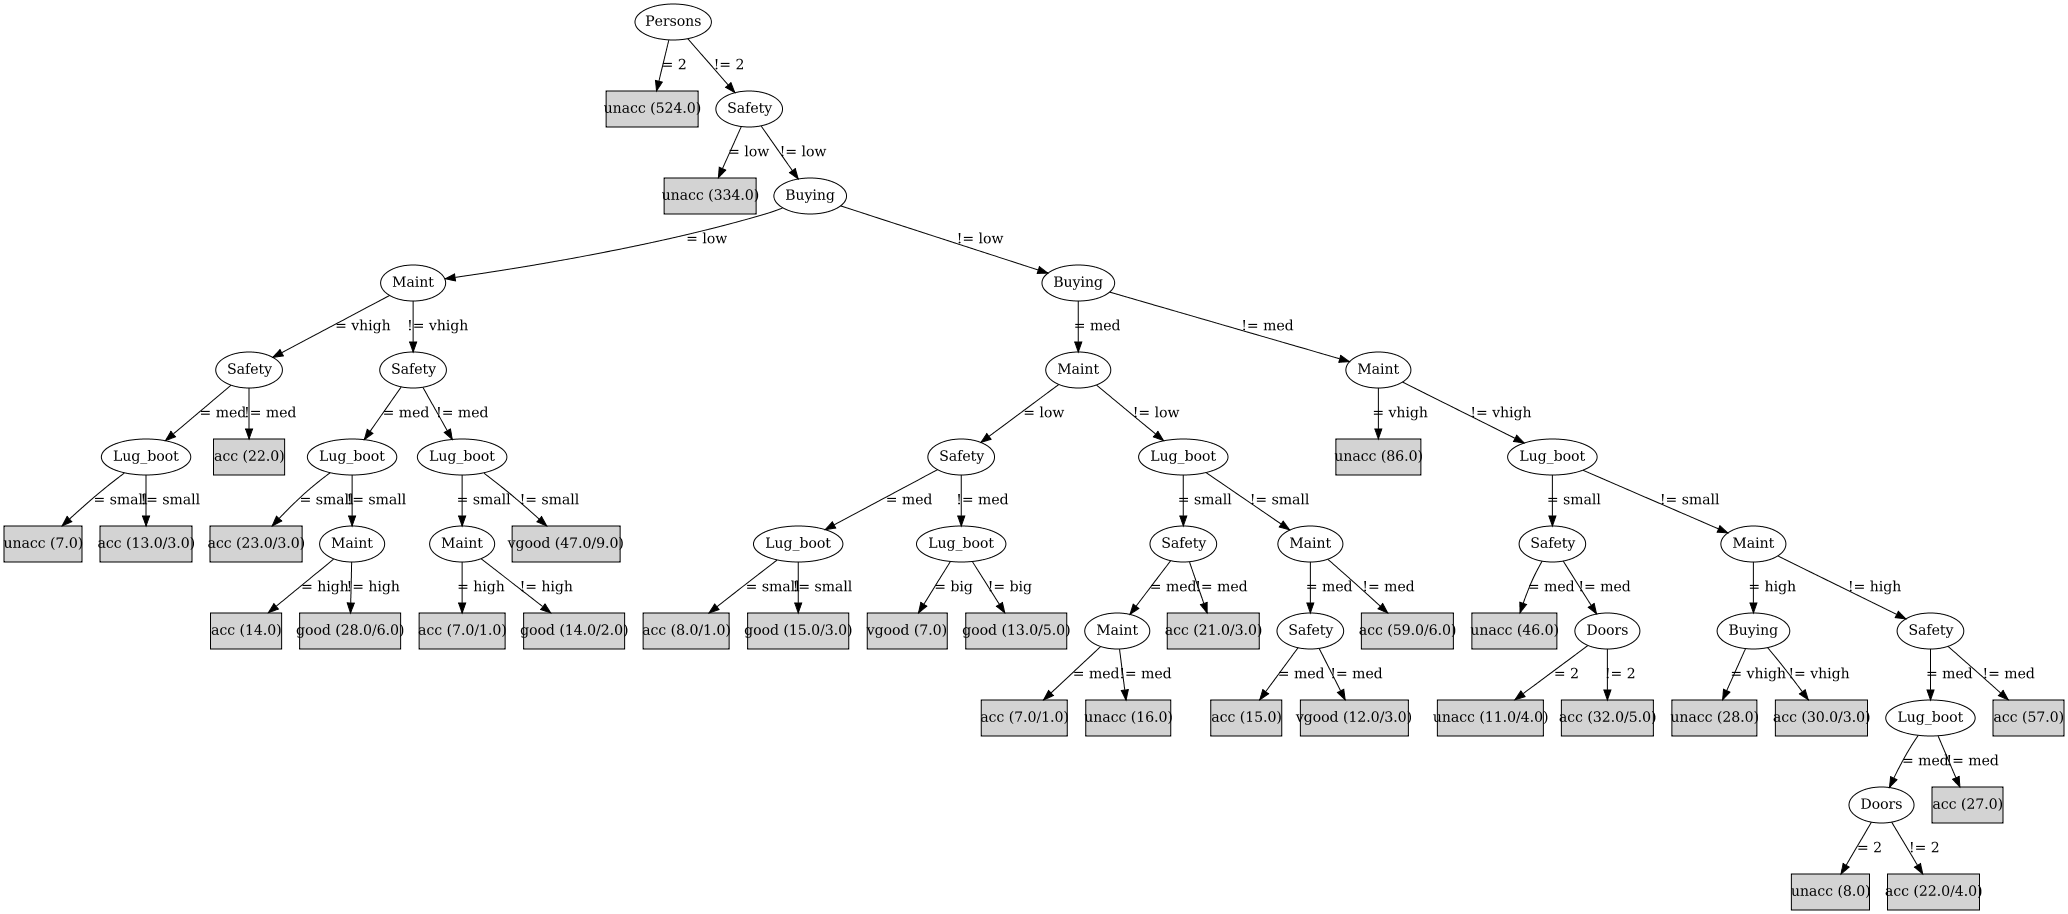 Persons
= 2
!= 2
unacc (524.0)
Safety
= low
!= low
unacc (334.0)
Buying
= low
!= low
Maint
Buying
= vhigh
!= vhigh
= med
!= med
Safety
Safety
Maint
Maint
= med
!= med
= med
!= med
= low
!= low
= vhigh
!= vhigh
Lug_boot
acc (22.0)
Lug_boot
Lug_boot
Safety
Lug_boot
unacc (86.0)
Lug_boot
= small
!= small
= small
!= small
= small
!= small
= med
!= med
= small
!= small
= small
!= small
unacc (7.0)
acc (13.0/3.0)
acc (23.0/3.0)
Maint
Maint
vgood (47.0/9.0)
Lug_boot
Lug_boot
Safety
Maint
Safety
Maint
= high
!= high
= high
!= high
= small
!= small
= big
!= big
= med
!= med
= med
!= med
= med
!= med
= high
!= high
acc (14.0)
good (28.0/6.0)
acc (7.0/1.0)
good (14.0/2.0)
acc (8.0/1.0)
good (15.0/3.0)
vgood (7.0)
good (13.0/5.0)
Maint
acc (21.0/3.0)
Safety
acc (59.0/6.0)
unacc (46.0)
Doors
Buying
Safety
= med
!= med
= med
!= med
= 2
!= 2
= vhigh
!= vhigh
= med
!= med
acc (7.0/1.0)
unacc (16.0)
acc (15.0)
vgood (12.0/3.0)
unacc (11.0/4.0)
acc (32.0/5.0)
unacc (28.0)
acc (30.0/3.0)
Lug_boot
acc (57.0)
= med
!= med
Doors
acc (27.0)
= 2
!= 2
unacc (8.0)
acc (22.0/4.0)